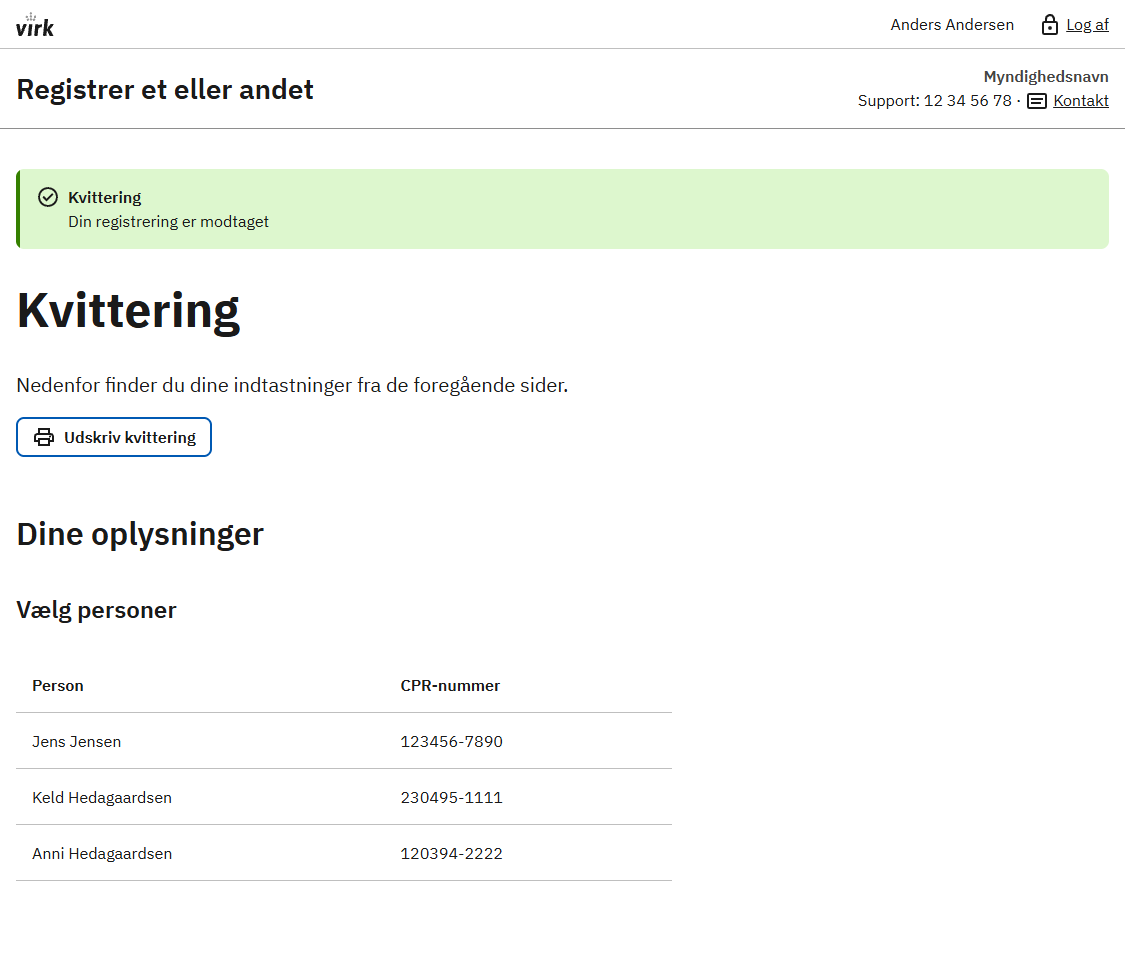 virk
Anders Andersen Log af
Registrer et eller andet
Myndighedsnavn
Support: 12 34 56 78 · Kontakt
Kvittering
Din registrering er modtaget
Kvittering
Nedenfor finder du dine indtastninger fra de foregående sider.
Udskriv kvittering
Dine oplysninger
Vælg personer
Person CPR-nummer
Jens Jensen 123456-7890
Keld Hedagaardsen 230495-1111
Anni Hedagaardsen 120394-2222